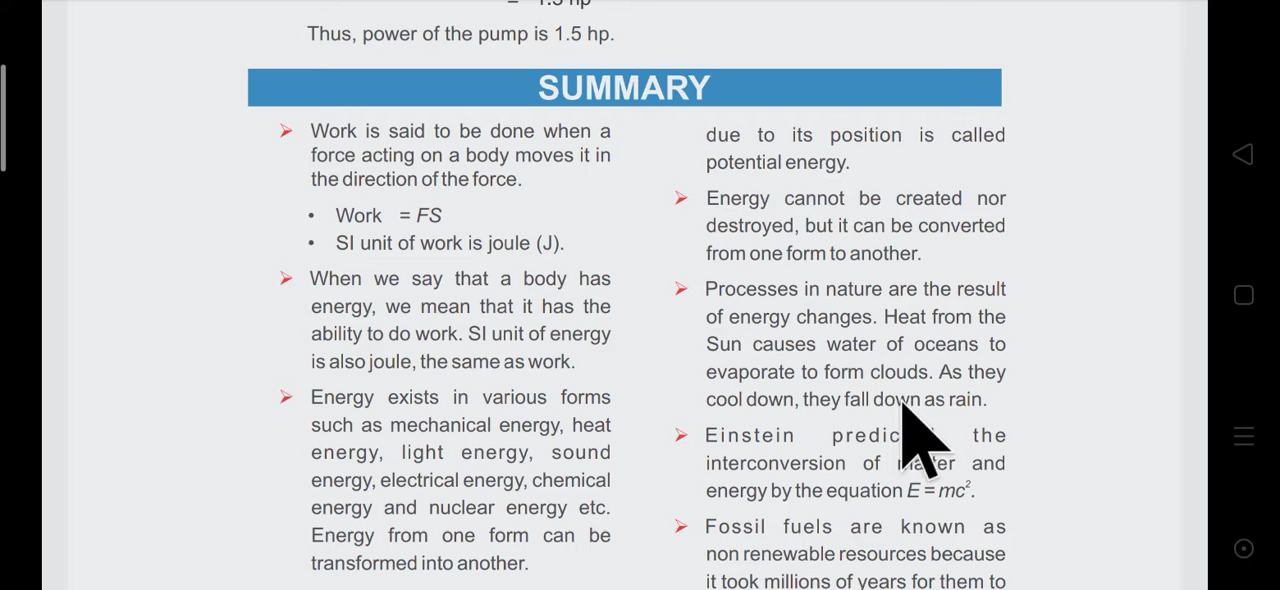 Thus, power of the pump is 1.5 hp.
SUMMARY
Work is said to be done when a
force acting on a body moves it in
the direction of the force.
• Work = FS
• SI unit of work is joule (J).
When we say that a body has
energy, we mean that it has the
ability to do work. SI unit of energy
is also joule, the same as work.
Energy exists in various forms
such as mechanical energy, heat
energy, light energy, sound
energy, electrical energy, chemical
energy and nuclear energy etc.
Energy from one form can be
transformed into another.
due to its position is called
potential energy.
Energy cannot be created nor
destroyed, but it can be converted
from one form to another.
Processes in nature are the result
of energy changes. Heat from the
Sun causes water of oceans to
evaporate to form clouds. As they
cool down, they fall down as rain.
Einstein the
interconversion of matter and
energy by the equation E = mc².
Fossil fuels are known as
non renewable resources because
it took millions of years for them to